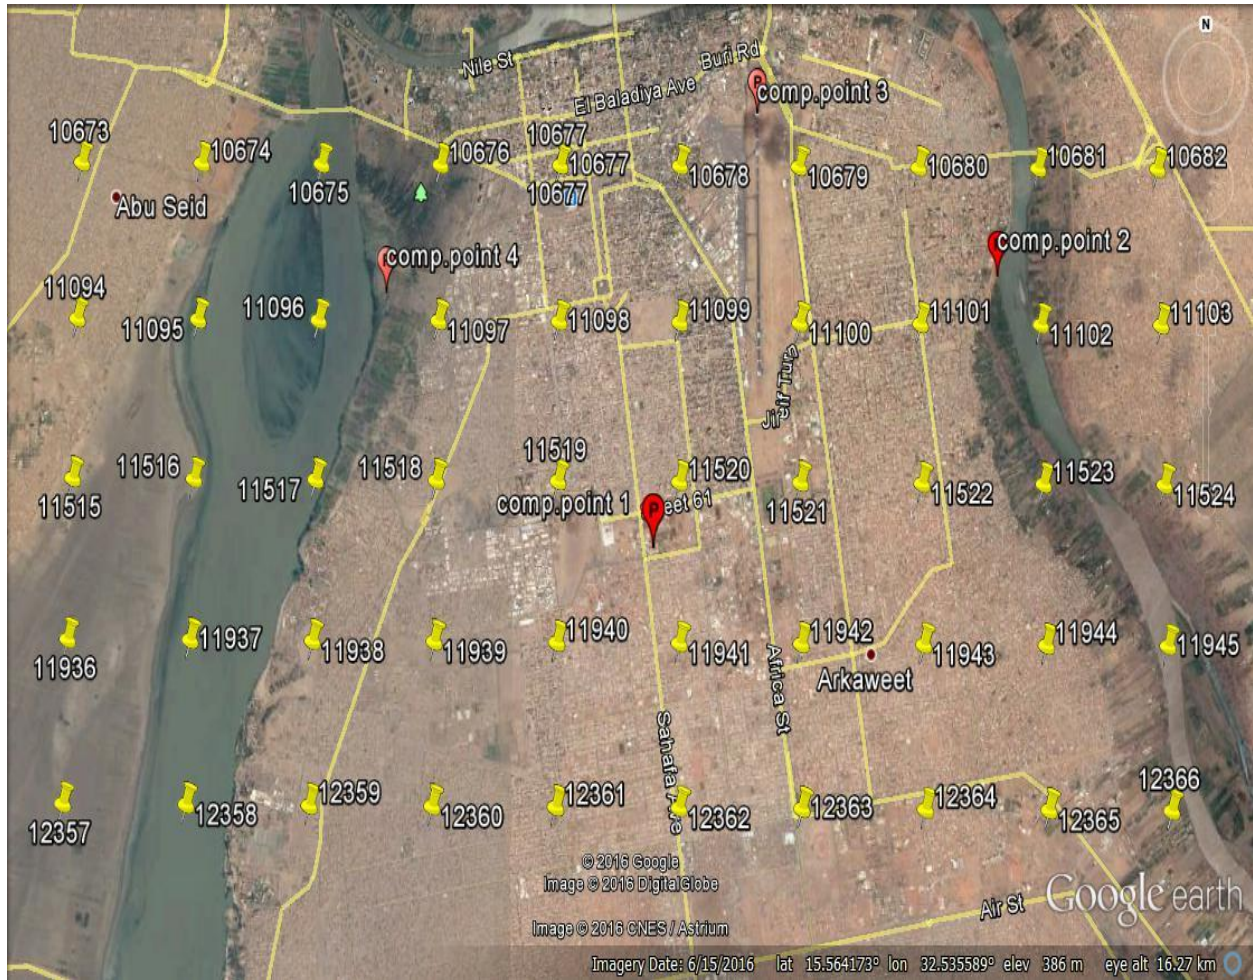 N
Nile St
Buri Rd
El Baladiya Ave
comp.point 3
10673
10674
10675
10676
10677
10677
10677
10678
10679
10680
10681
10682
Abu Seid
comp.point 4
comp.point 2
11094
11095
11096
11097
11098
11099
11100
11101
11102
11103
11515
11516
11517
11518
11519
11520
11521
11522
11523
11524
comp.point 1
P
eet 61
11936
11937
11938
11939
11940
11941
11942
11943
11944
11945
Arkaweet
Africa St
Sahafa Ave
12357
12358
12359
12360
12361
12362
12363
12364
12365
12366
© 2016 Google
Image © 2016 DigitalGlobe
Image © 2016 CNES / Astrium
Air St
Google earth
Imagery Date: 6/15/2016 lat 15.564173° lon 32.535589° elev 386 m eye alt 16.27 km